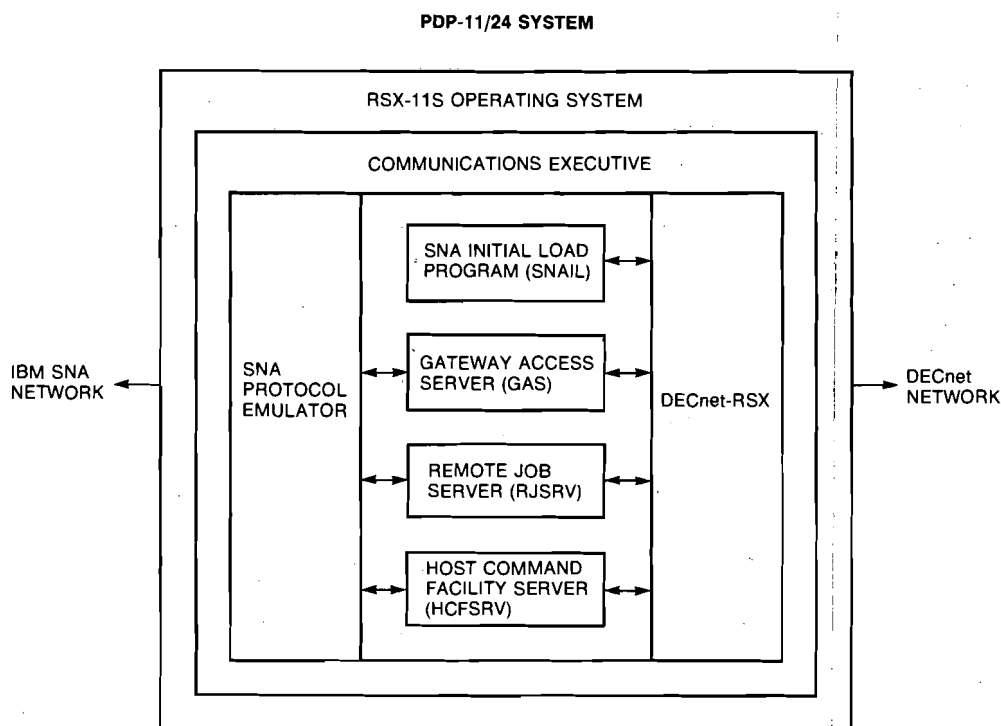 PDP-11/24 SYSTEM
RSX-11S OPERATING SYSTEM
COMMUNICATIONS EXECUTIVE
SNA INITIAL LOAD
PROGRAM (SNAIL)
IBM SNA
NETWORK
SNA
PROTOCOL
EMULATOR
GATEWAY ACCESS
SERVER (GAS)
DECnet-RSX
DECnet
NETWORK
REMOTE JOB
SERVER (RJSRV)
HOST COMMAND
FACILITY SERVER
(HCFSRV)